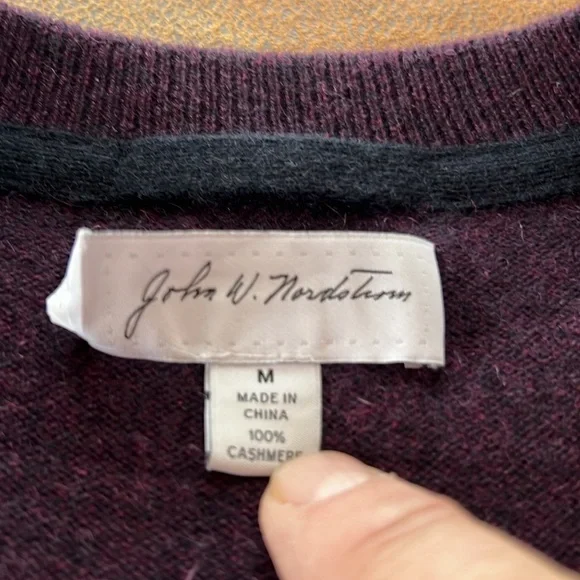 John W. Nordstrom
M
MADE IN
CHINA
100%
CASHMERE